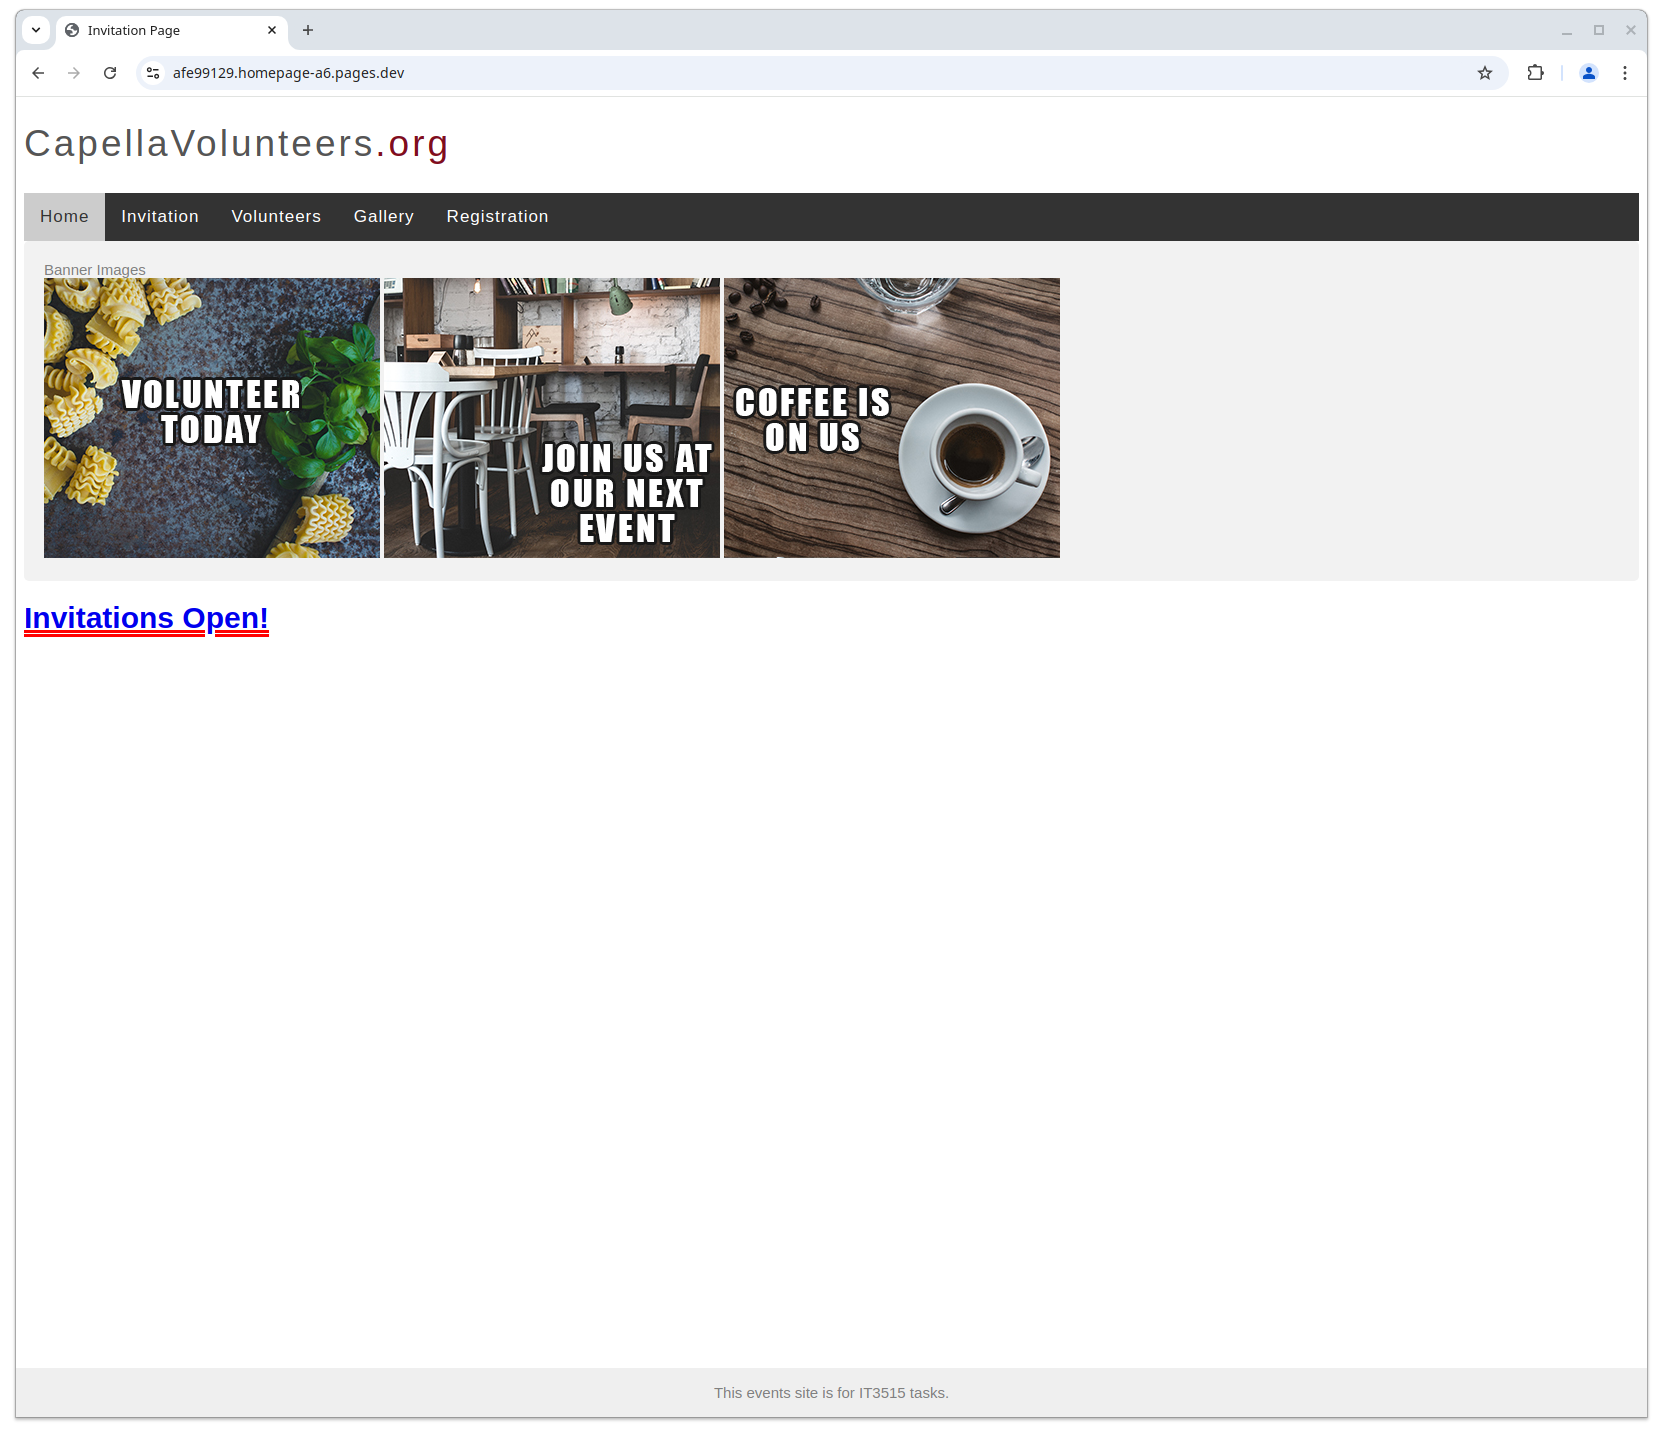 Invitation Page
afe99129.homepage-a6.pages.dev
CapellaVolunteers.org
Home Invitation Volunteers Gallery Registration
Banner Images
VOLUNTEER
TODAY
JOIN US AT
OUR NEXT
EVENT
COFFEE IS
ON US
Invitations Open!
This events site is for IT3515 tasks.